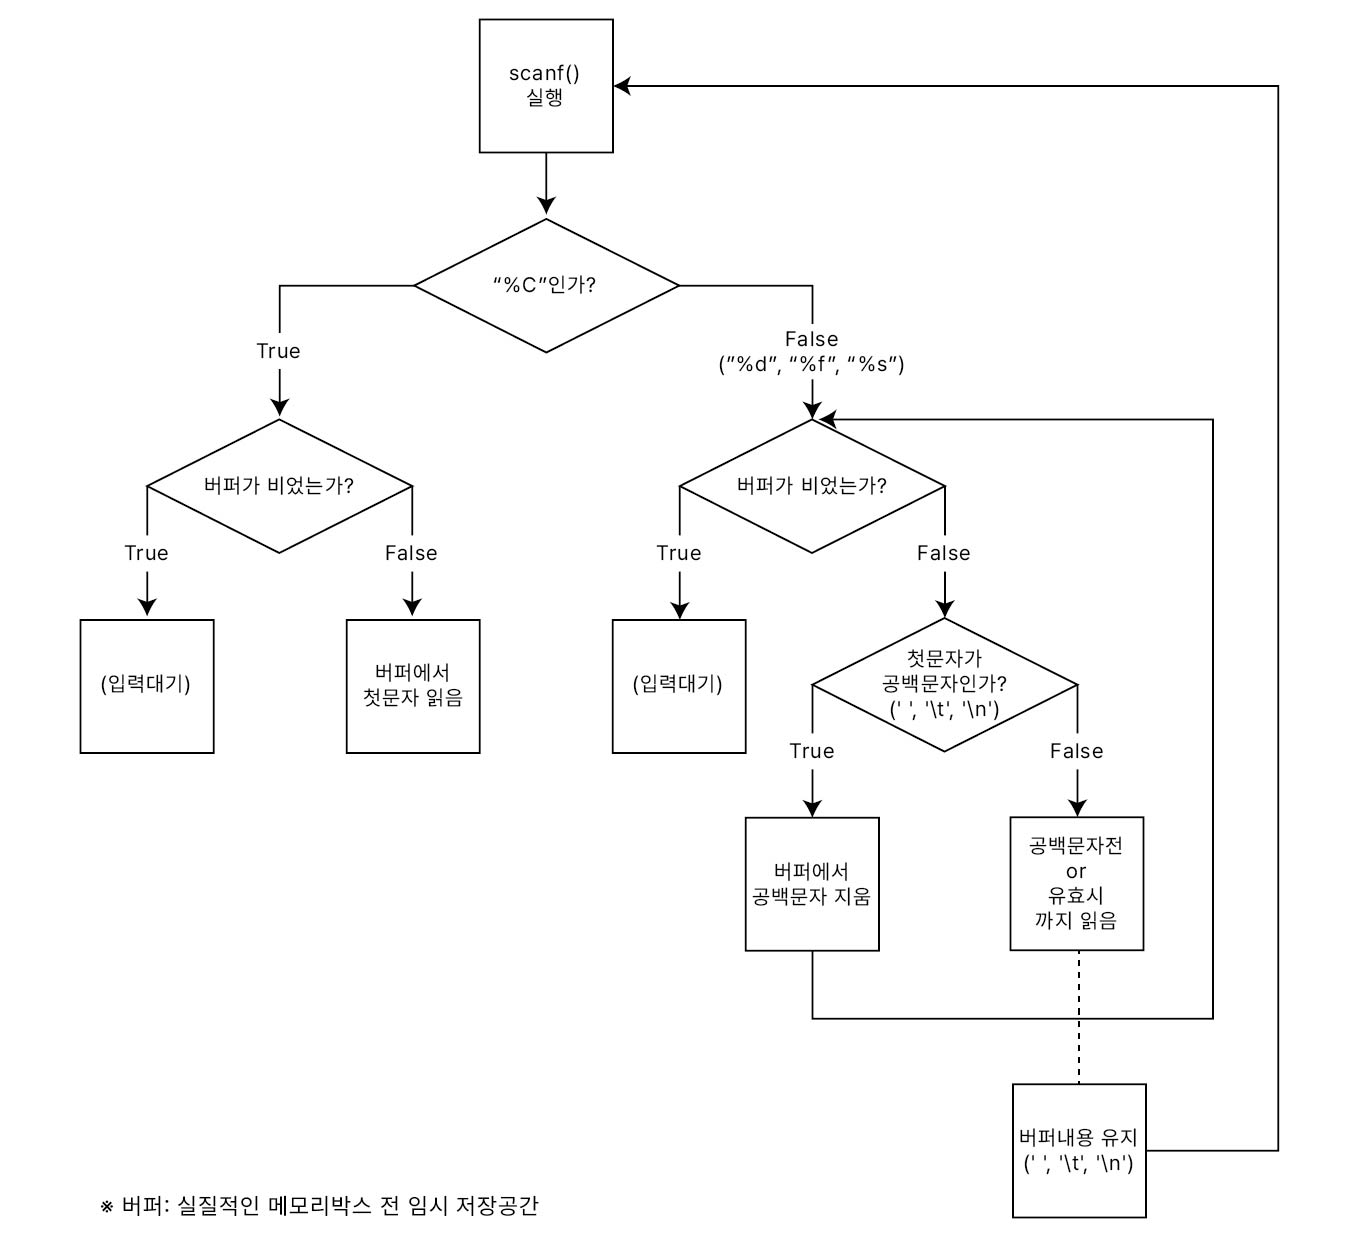 scanf()
실행
“%C”인가?
True
False
(”%d”, “%f”, “%s”)
버퍼가 비었는가?
버퍼가 비었는가?
True
False
True
False
(입력대기)
버퍼에서
첫문자 읽음
(입력대기)
첫문자가
공백문자인가?
(' ', '\t', '\n')
True
False
버퍼에서
공백문자 지움
공백문자전
or
유효시
까지 읽음
버퍼내용 유지
(' ', '\t', '\n')
※ 버퍼: 실질적인 메모리박스 전 임시 저장공간